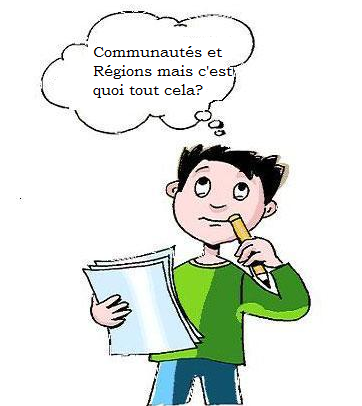 Communautés et
Régions mais c'est
quoi tout cela?